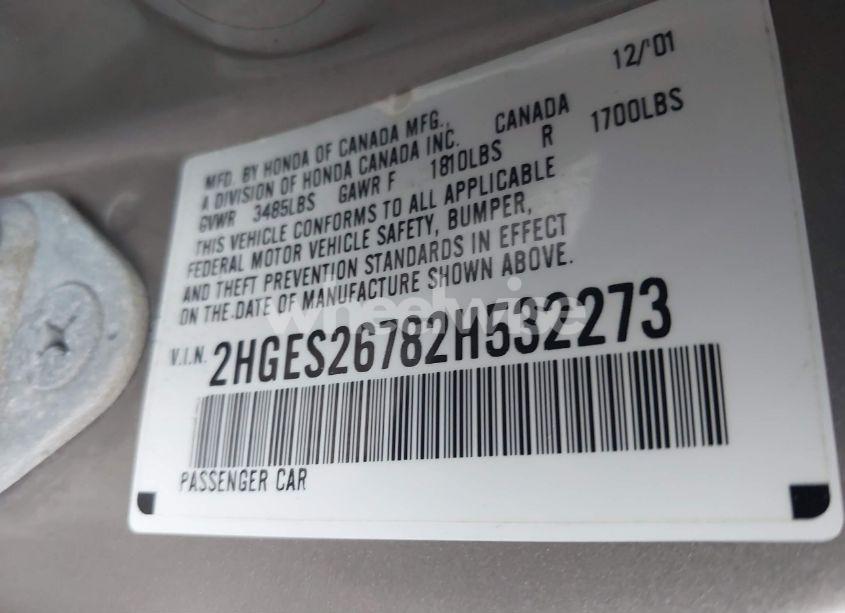 12/'01
MFD. BY HONDA OF CANADA MFG.,
A DIVISION OF HONDA CANADA INC. CANADA
GVWR 3485LBS GAWR F 1810LBS R 1700LBS
THIS VEHICLE CONFORMS TO ALL APPLICABLE
FEDERAL MOTOR VEHICLE SAFETY, BUMPER,
AND THEFT PREVENTION STANDARDS IN EFFECT
ON THE DATE OF MANUFACTURE SHOWN ABOVE.
wheelwise
V.I.N. 2HGES26782H532273
PASSENGER CAR